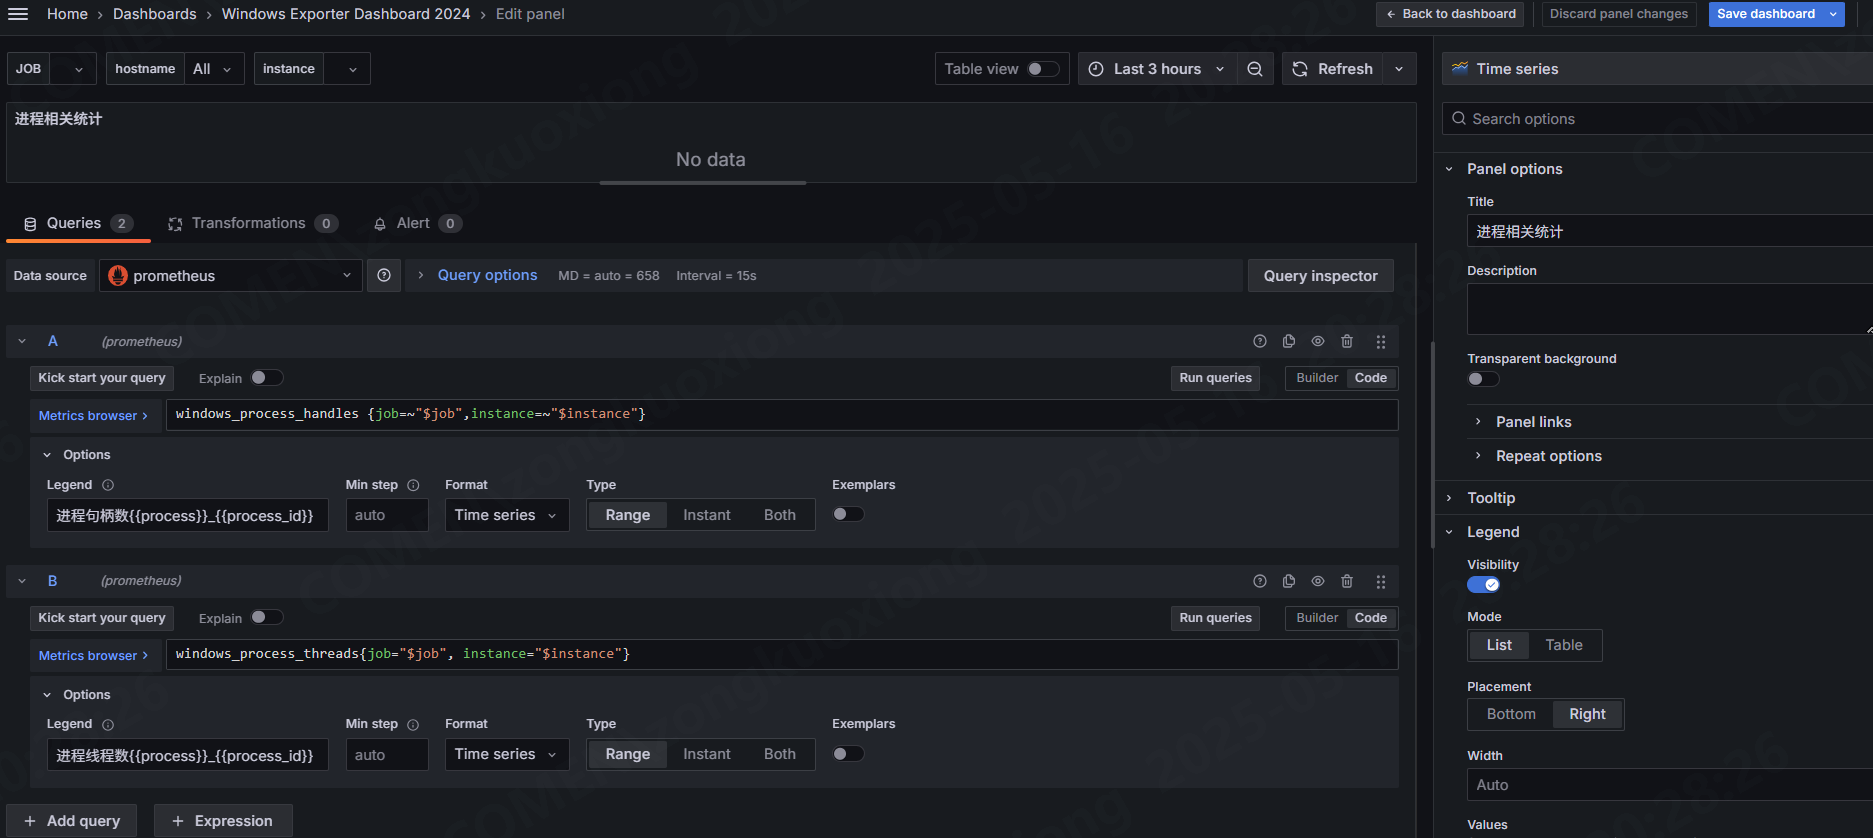 Home › Dashboards › Windows Exporter Dashboard 2024 › Edit panel
← Back to dashboard
Discard panel changes
Save dashboard
JOB
hostname All
instance
Table view
Last 3 hours
Refresh
Time series
进程相关统计
No data
Search options
Panel options
Title
进程相关统计
Description
Transparent background
Panel links
Repeat options
Tooltip
Legend
Visibility
Mode
List Table
Placement
Bottom Right
Width
Auto
Values
Queries 2
Transformations 0
Alert 0
Data source prometheus
Query options MD = auto = 658 Interval = 15s
Query inspector
A (prometheus)
Kick start your query Explain
Run queries Builder Code
Metrics browser › windows_process_handles {job=~"$job",instance=~"$instance"}
Options
Legend Min step Format Type Exemplars
进程句柄数{{process}}_{{process_id}} auto Time series Range Instant Both
B (prometheus)
Kick start your query Explain
Run queries Builder Code
Metrics browser › windows_process_threads{job="$job", instance="$instance"}
Options
Legend Min step Format Type Exemplars
进程线程数{{process}}_{{process_id}} auto Time series Range Instant Both
+ Add query + Expression